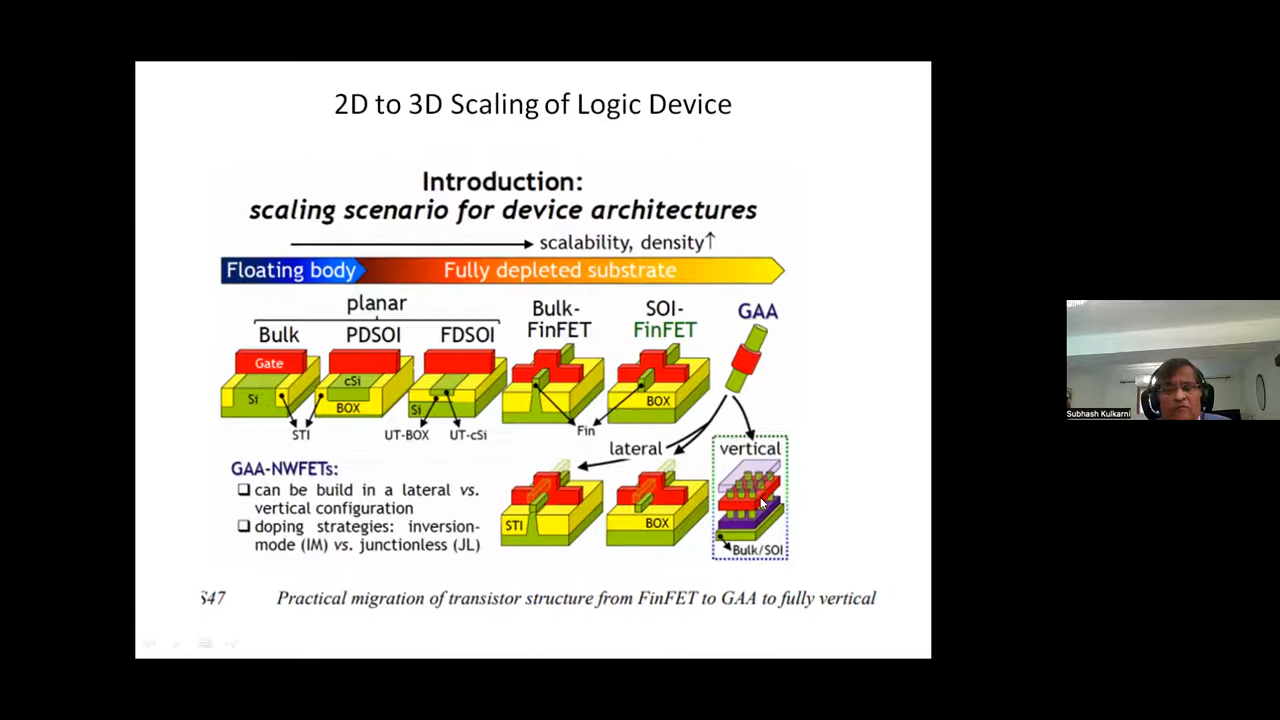 2D to 3D Scaling of Logic Device
Introduction:
scaling scenario for device architectures
scalability, density↑
Floating body
Fully depleted substrate
planar
Bulk
PDSOI
FDSOI
Bulk-
FinFET
SOI-
FinFET
GAA
Gate
Si
cSi
BOX
Si
BOX
STI
UT-BOX
UT-cSi
Fin
lateral
vertical
GAA-NWFETs:
❑ can be build in a lateral vs.
vertical configuration
❑ doping strategies: inversion-
mode (IM) vs. junctionless (JL)
STI
BOX
Bulk/SOI
S47
Practical migration of transistor structure from FinFET to GAA to fully vertical
Subhash Kulkarni